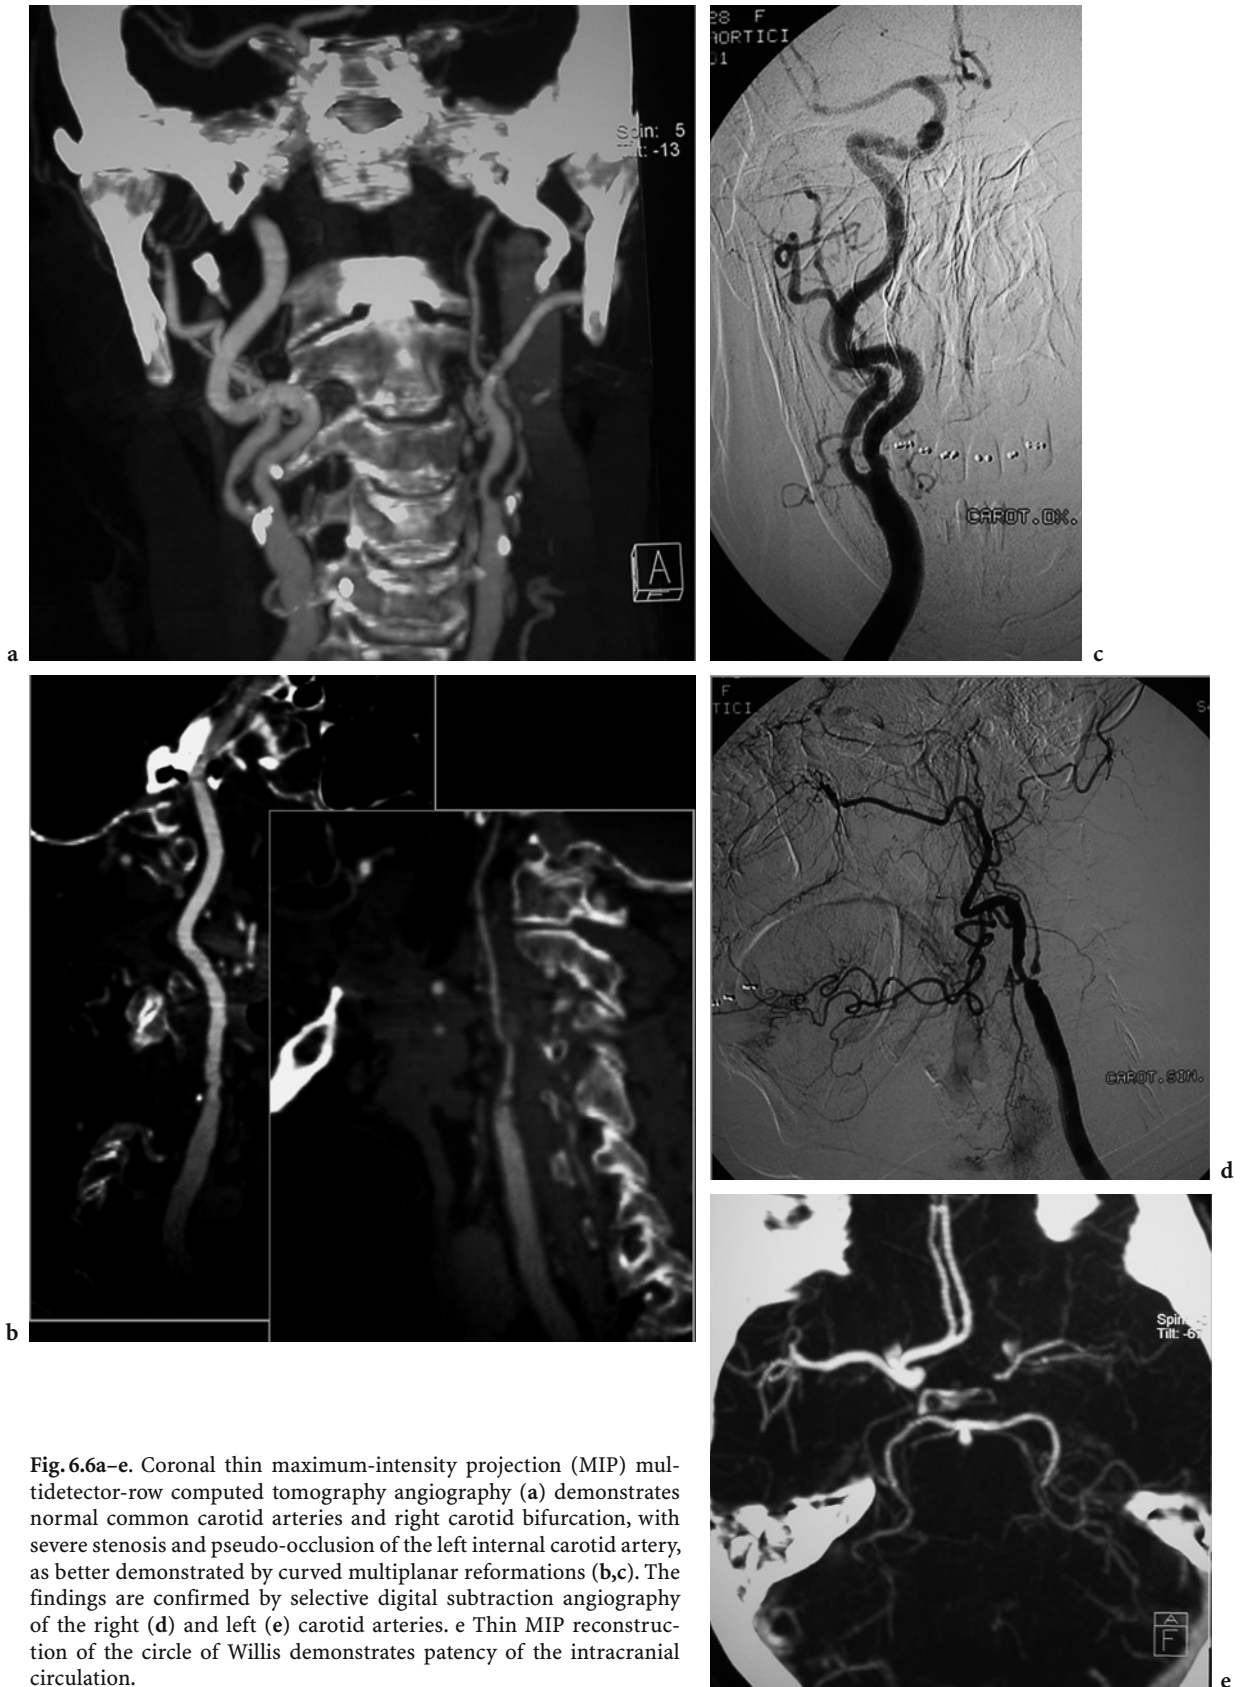 Spin: 5
Tilt: -13
A
F
a
28 F
AORTICI
01
CAROT.DX.
c
b
F
TICI
S
CAROT.SIN.
d
Spin:
Tilt: -6
A
F
e
Fig. 6.6a–e. Coronal thin maximum-intensity projection (MIP) mul-
tidetector-row computed tomography angiography (a) demonstrates
normal common carotid arteries and right carotid bifurcation, with
severe stenosis and pseudo-occlusion of the left internal carotid artery,
as better demonstrated by curved multiplanar reformations (b,c). The
findings are confirmed by selective digital subtraction angiography
of the right (d) and left (e) carotid arteries. e Thin MIP reconstruc-
tion of the circle of Willis demonstrates patency of the intracranial
circulation.